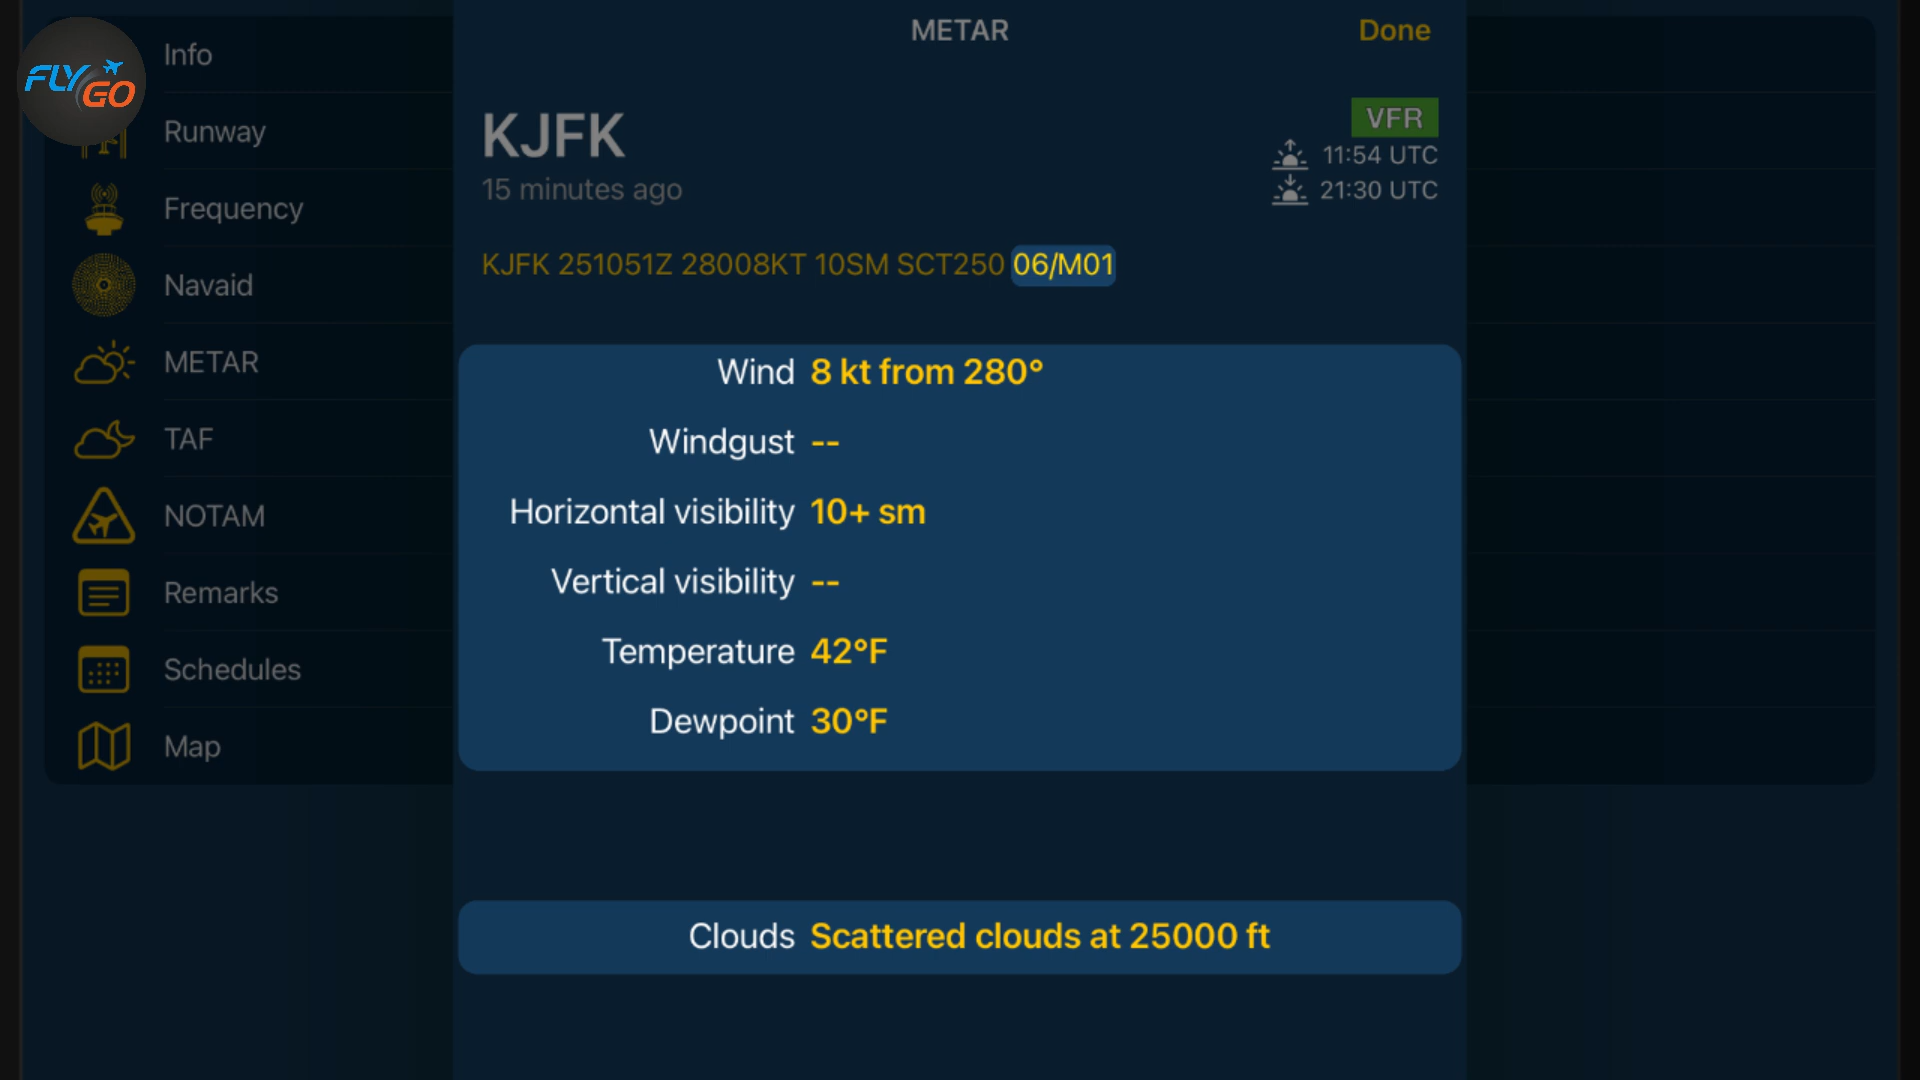 FLY GO
Info
Runway
Frequency
Navaid
METAR
TAF
NOTAM
Remarks
Schedules
Map
METAR
Done
KJFK
15 minutes ago
VFR
11:54 UTC
21:30 UTC
KJFK 251051Z 28008KT 10SM SCT250 06/M01
Wind 8 kt from 280°
Windgust --
Horizontal visibility 10+ sm
Vertical visibility --
Temperature 42°F
Dewpoint 30°F
Clouds Scattered clouds at 25000 ft